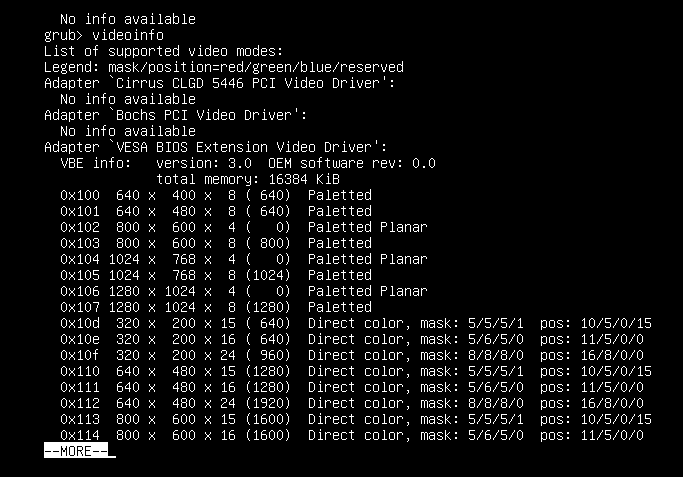 No info available
grub> videoinfo
List of supported video modes:
Legend: mask/position=red/green/blue/reserved
Adapter `Cirrus CLGD 5446 PCI Video Driver':
  No info available
Adapter `Bochs PCI Video Driver':
  No info available
Adapter `VESA BIOS Extension Video Driver':
  VBE info:   version: 3.0  OEM software rev: 0.0
              total memory: 16384 KiB
  0x100  640 x  400 x  8 ( 640)  Paletted
  0x101  640 x  480 x  8 ( 640)  Paletted
  0x102  800 x  600 x  4 (   0)  Paletted Planar
  0x103  800 x  600 x  8 ( 800)  Paletted
  0x104 1024 x  768 x  4 (   0)  Paletted Planar
  0x105 1024 x  768 x  8 (1024)  Paletted
  0x106 1280 x 1024 x  4 (   0)  Paletted Planar
  0x107 1280 x 1024 x  8 (1280)  Paletted
  0x10d  320 x  200 x 15 ( 640)  Direct color, mask: 5/5/5/1  pos: 10/5/0/15
  0x10e  320 x  200 x 16 ( 640)  Direct color, mask: 5/6/5/0  pos: 11/5/0/0
  0x10f  320 x  200 x 24 ( 960)  Direct color, mask: 8/8/8/0  pos: 16/8/0/0
  0x110  640 x  480 x 15 (1280)  Direct color, mask: 5/5/5/1  pos: 10/5/0/15
  0x111  640 x  480 x 16 (1280)  Direct color, mask: 5/6/5/0  pos: 11/5/0/0
  0x112  640 x  480 x 24 (1920)  Direct color, mask: 8/8/8/0  pos: 16/8/0/0
  0x113  800 x  600 x 15 (1600)  Direct color, mask: 5/5/5/1  pos: 10/5/0/15
  0x114  800 x  600 x 16 (1600)  Direct color, mask: 5/6/5/0  pos: 11/5/0/0
--MORE--